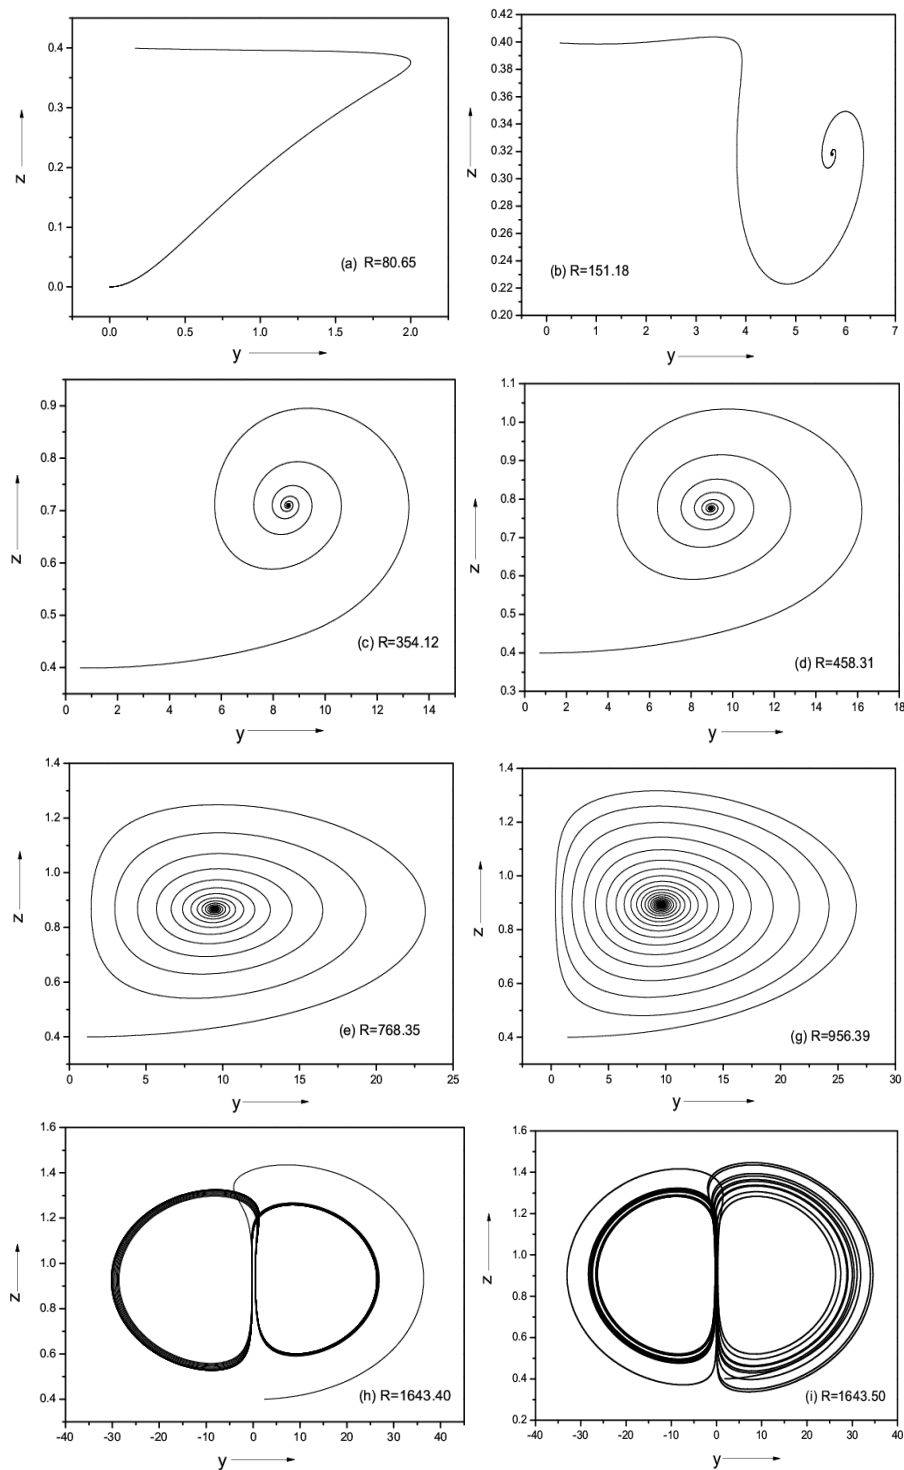 0.4
0.3
0.2
0.1
0.0
z
(a) R=80.65
0.0 0.5 1.0 1.5 2.0
y
0.42
0.40
0.38
0.36
0.34
0.32
0.30
0.28
0.26
0.24
0.22
0.20
z
(b) R=151.18
0 1 2 3 4 5 6 7
y
0.9
0.8
0.7
0.6
0.5
0.4
z
(c) R=354.12
0 2 4 6 8 10 12 14
y
1.1
1.0
0.9
0.8
0.7
0.6
0.5
0.4
0.3
z
(d) R=458.31
0 2 4 6 8 10 12 14 16 18
y
1.4
1.2
1.0
0.8
0.6
0.4
z
(e) R=768.35
0 5 10 15 20 25
y
1.4
1.2
1.0
0.8
0.6
0.4
z
(g) R=956.39
0 5 10 15 20 25 30
y
1.6
1.4
1.2
1.0
0.8
0.6
0.4
z
(h) R=1643.40
-40 -30 -20 -10 0 10 20 30 40
y
1.6
1.4
1.2
1.0
0.8
0.6
0.4
0.2
z
(i) R=1643.50
-40 -30 -20 -10 0 10 20 30 40
y